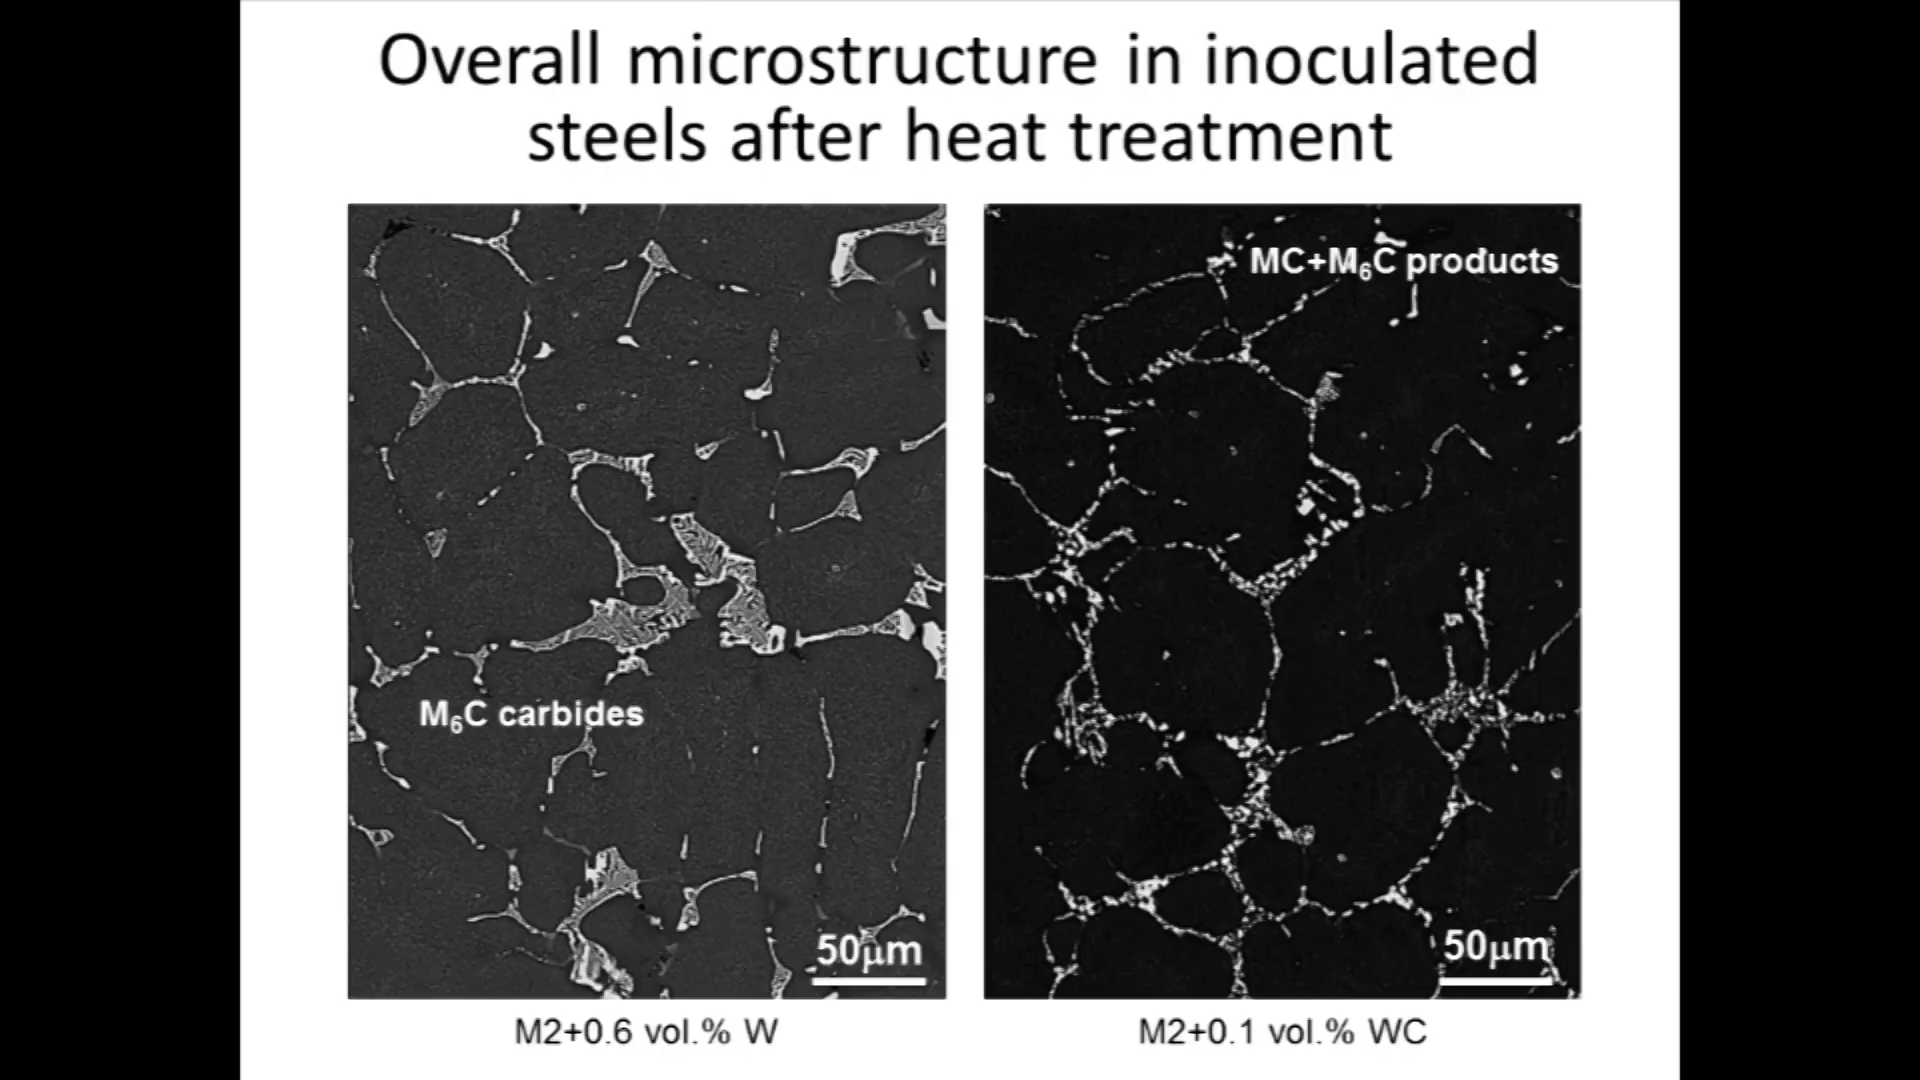 Overall microstructure in inoculated
steels after heat treatment
MC+M₆C products
M₆C carbides
50μm
50μm
M2+0.6 vol.% W
M2+0.1 vol.% WC